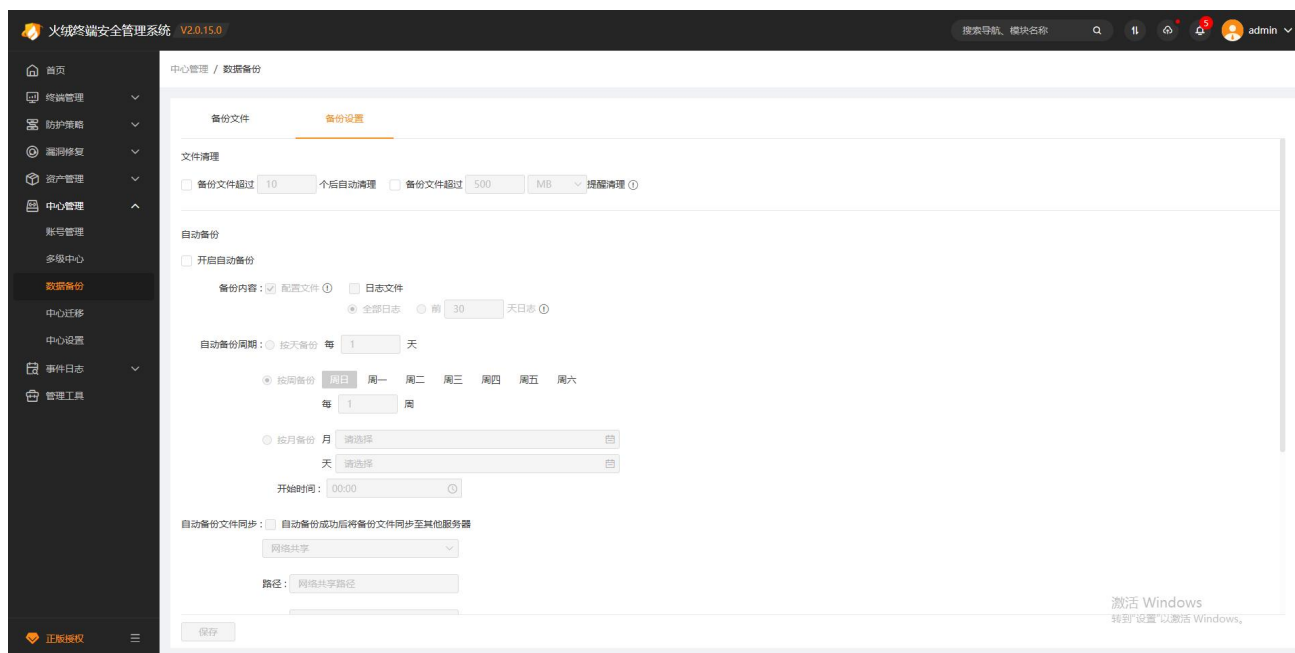 火绒终端安全管理系统 V2.0.15.0
搜索导航、模块名称
5
admin
首页
终端管理
防护策略
漏洞修复
资产管理
中心管理
账号管理
多级中心
数据备份
中心迁移
中心设置
事件日志
管理工具
正版授权
中心管理 / 数据备份
备份文件 备份设置
文件清理
备份文件超过 10 个后自动清理 备份文件超过 500 MB 提醒清理
自动备份
开启自动备份
备份内容: 配置文件 日志文件
全部日志 前 30 天日志
自动备份周期: 按天备份 每 1 天
按周备份 周日 周一 周二 周三 周四 周五 周六
每 1 周
按月备份 月 请选择
天 请选择
开始时间: 00:00
自动备份文件同步: 自动备份成功后将备份文件同步至其他服务器
网络共享
路径: 网络共享路径
保存
激活 Windows
转到"设置"以激活 Windows。